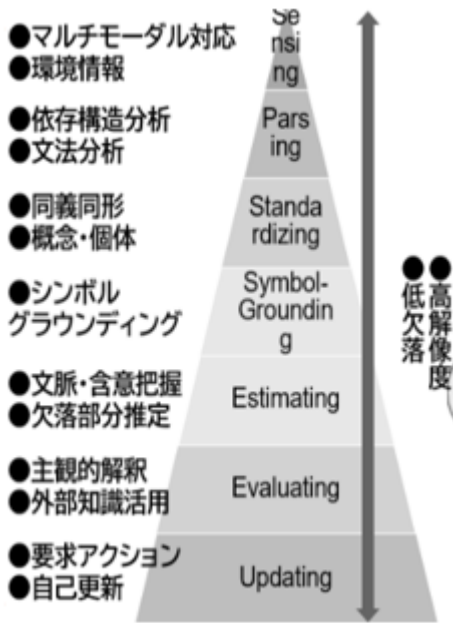 ●マルチモーダル対応
●環境情報
Se
nsi
ng
●依存構造分析
●文法分析
Pars
ing
●同義同形
●概念・個体
Standa
rdizing
●シンボル
グラウンディング
Symbol-
Groundin
g
●文脈・含意把握
●欠落部分推定
Estimating
●主観的解釈
●外部知識活用
Evaluating
●要求アクション
●自己更新
Updating
●高解像度
●低欠落